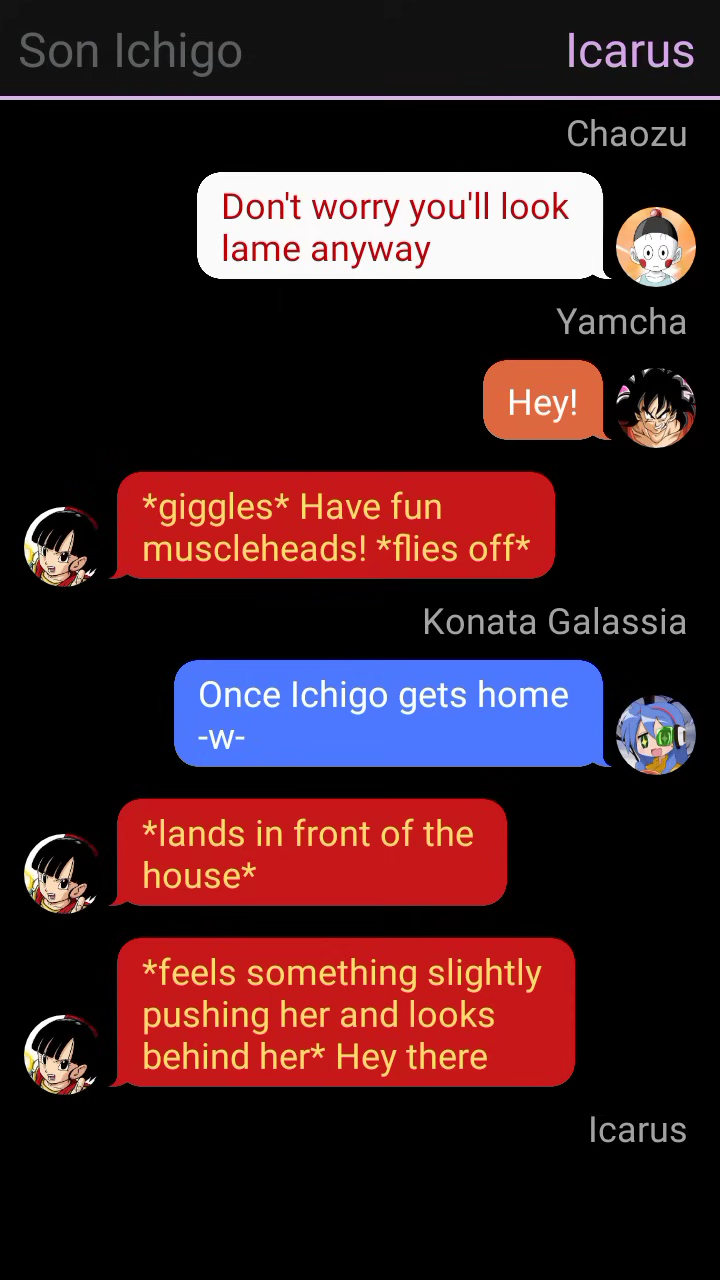 Son Ichigo
Icarus
Chaozu
Don't worry you'll look
lame anyway
Yamcha
Hey!
*giggles* Have fun
muscleheads! *flies off*
Konata Galassia
Once Ichigo gets home
-w-
*lands in front of the
house*
*feels something slightly
pushing her and looks
behind her* Hey there
Icarus